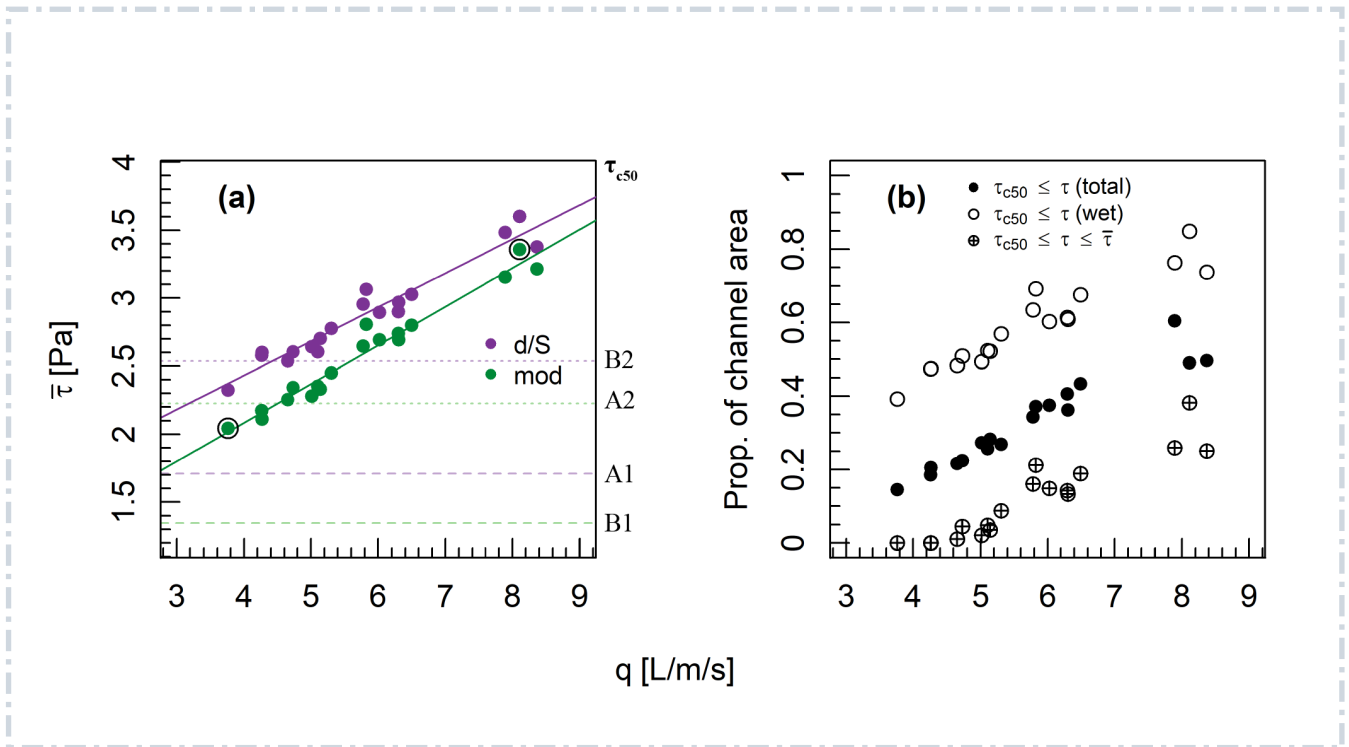 (a)
τc50
4
3.5
3
2.5
2
1.5
τ̅ [Pa]
d/S
mod
B2
A2
A1
B1
3 4 5 6 7 8 9
(b)
τc50 ≤ τ (total)
τc50 ≤ τ (wet)
τc50 ≤ τ ≤ τ̅
1
0.8
0.6
0.4
0.2
0
Prop. of channel area
3 4 5 6 7 8 9
q [L/m/s]